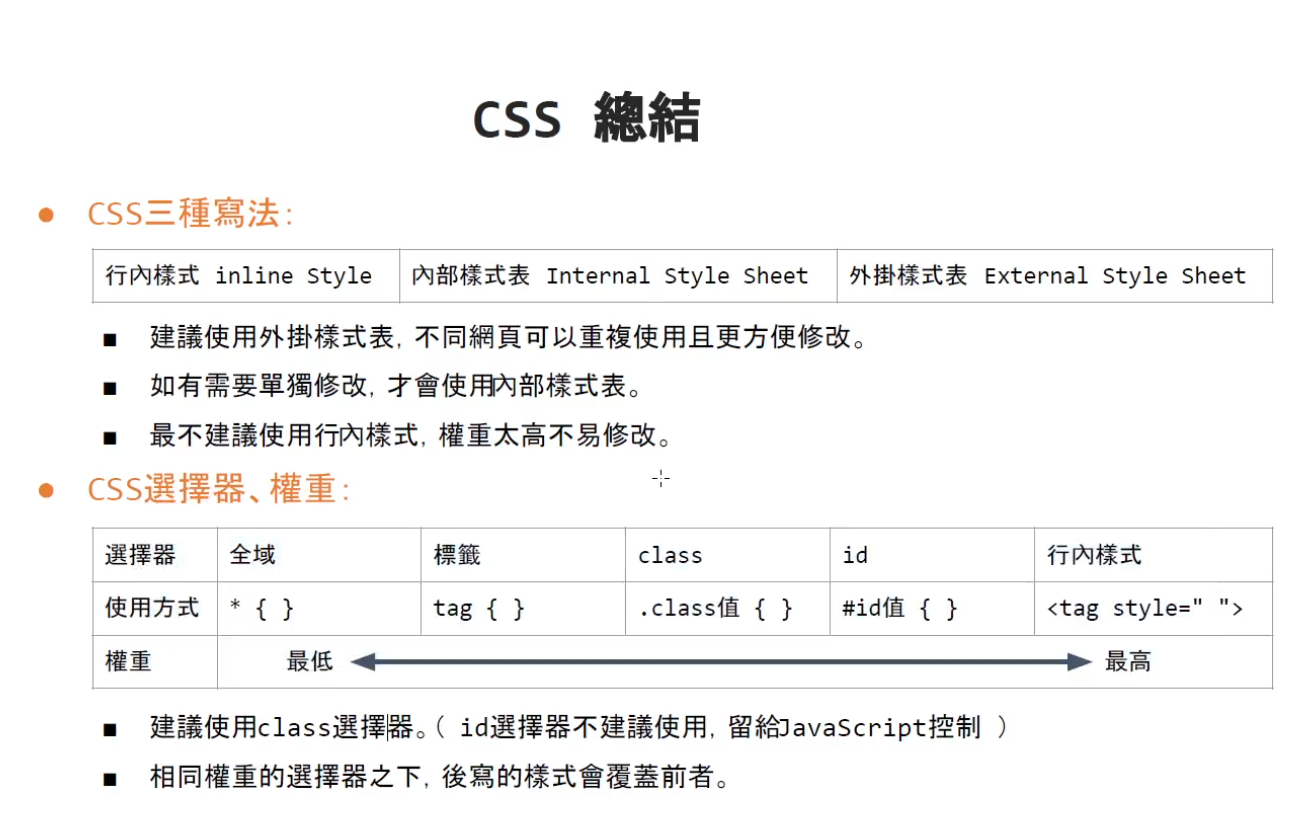 CSS 總結
CSS三種寫法:
行內樣式 inline Style 內部樣式表 Internal Style Sheet 外掛樣式表 External Style Sheet
建議使用外掛樣式表, 不同網頁可以重複使用且更方便修改。
如有需要單獨修改, 才會使用內部樣式表。
最不建議使用行內樣式, 權重太高不易修改。
CSS選擇器、權重:
選擇器 全域 標籤 class id 行內樣式
使用方式 * { } tag { } .class值 { } #id值 { } <tag style=" ">
權重 最低 最高
建議使用class選擇器。( id選擇器不建議使用, 留給JavaScript控制 )
相同權重的選擇器之下, 後寫的樣式會覆蓋前者。